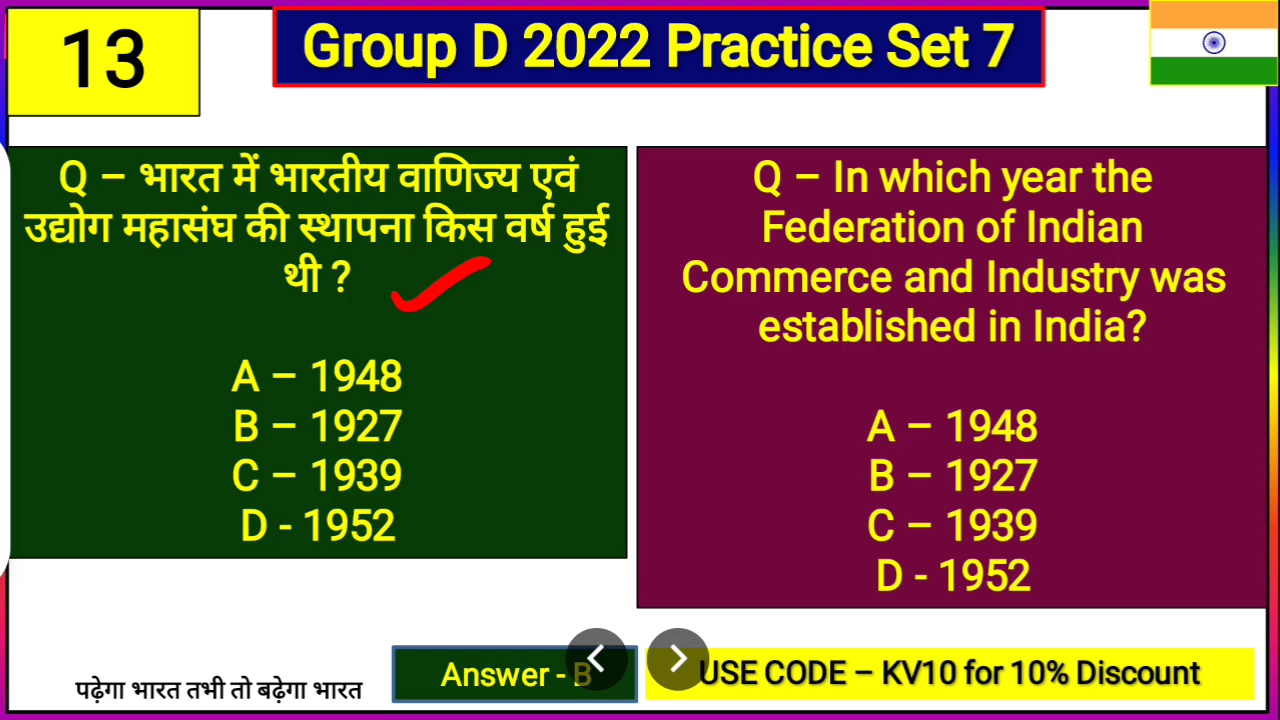 13
Group D 2022 Practice Set 7
Q – भारत में भारतीय वाणिज्य एवं
उद्योग महासंघ की स्थापना किस वर्ष हुई
थी ?
A – 1948
B – 1927
C – 1939
D - 1952
Q – In which year the
Federation of Indian
Commerce and Industry was
established in India?
A – 1948
B – 1927
C – 1939
D - 1952
पढ़ेगा भारत तभी तो बढ़ेगा भारत
Answer - B
USE CODE – KV10 for 10% Discount